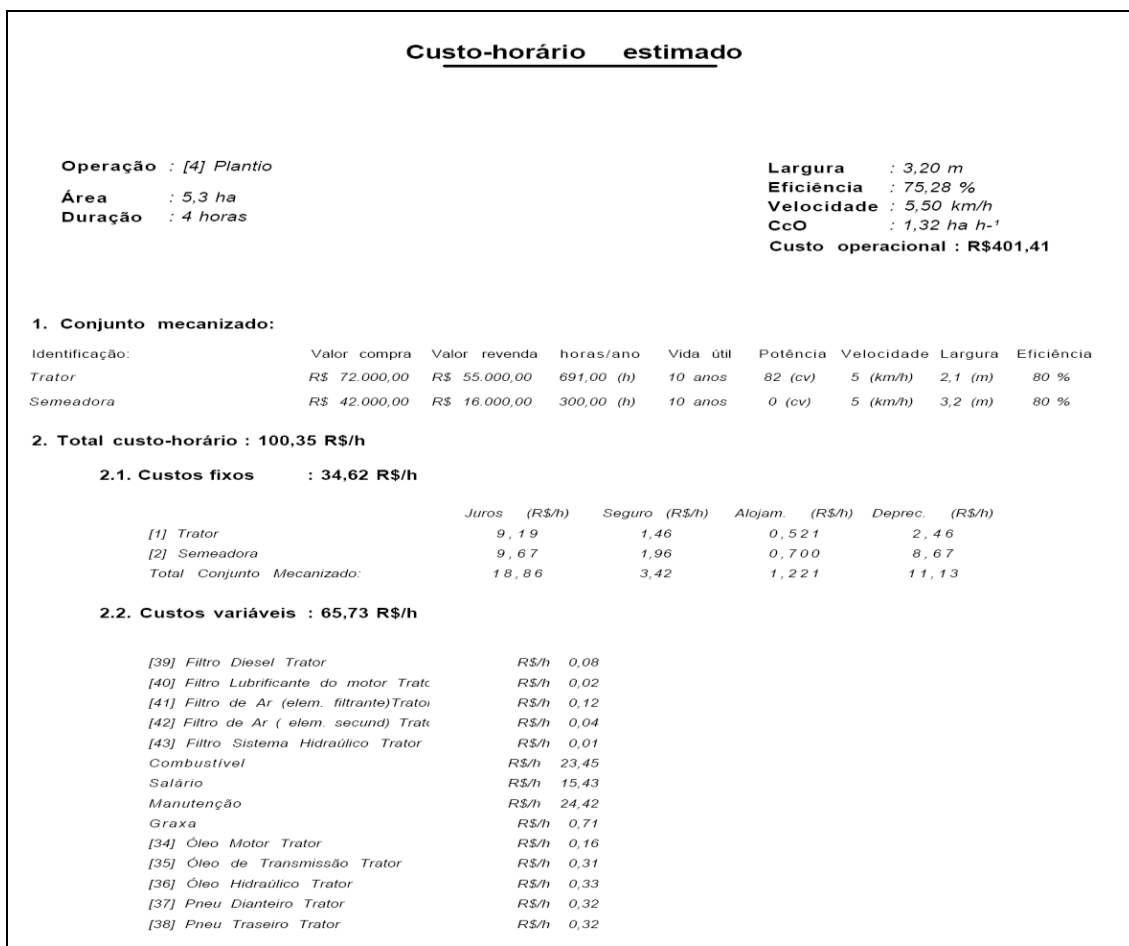 Custo-horário estimado
Operação : [4] Plantio
Área : 5,3 ha
Duração : 4 horas
Largura : 3,20 m
Eficiência : 75,28 %
Velocidade : 5,50 km/h
CcO : 1,32 ha h-¹
Custo operacional : R$401,41
1. Conjunto mecanizado:
Identificação: Valor compra Valor revenda horas/ano Vida útil Potência Velocidade Largura Eficiência
Trator R$ 72.000,00 R$ 55.000,00 691,00 (h) 10 anos 82 (cv) 5 (km/h) 2,1 (m) 80 %
Semeadora R$ 42.000,00 R$ 16.000,00 300,00 (h) 10 anos 0 (cv) 5 (km/h) 3,2 (m) 80 %
2. Total custo-horário : 100,35 R$/h
2.1. Custos fixos : 34,62 R$/h
Juros (R$/h) Seguro (R$/h) Alojam. (R$/h) Deprec. (R$/h)
[1] Trator 9,19 1,46 0,521 2,46
[2] Semeadora 9,67 1,96 0,700 8,67
Total Conjunto Mecanizado: 18,86 3,42 1,221 11,13
2.2. Custos variáveis : 65,73 R$/h
[39] Filtro Diesel Trator R$/h 0,08
[40] Filtro Lubrificante do motor Trato R$/h 0,02
[41] Filtro de Ar (elem. filtrante)Trator R$/h 0,12
[42] Filtro de Ar ( elem. secund) Trato R$/h 0,04
[43] Filtro Sistema Hidraúlico Trator R$/h 0,01
Combustível R$/h 23,45
Salário R$/h 15,43
Manutenção R$/h 24,42
Graxa R$/h 0,71
[34] Óleo Motor Trator R$/h 0,16
[35] Óleo de Transmissão Trator R$/h 0,31
[36] Óleo Hidraúlico Trator R$/h 0,33
[37] Pneu Dianteiro Trator R$/h 0,32
[38] Pneu Traseiro Trator R$/h 0,32